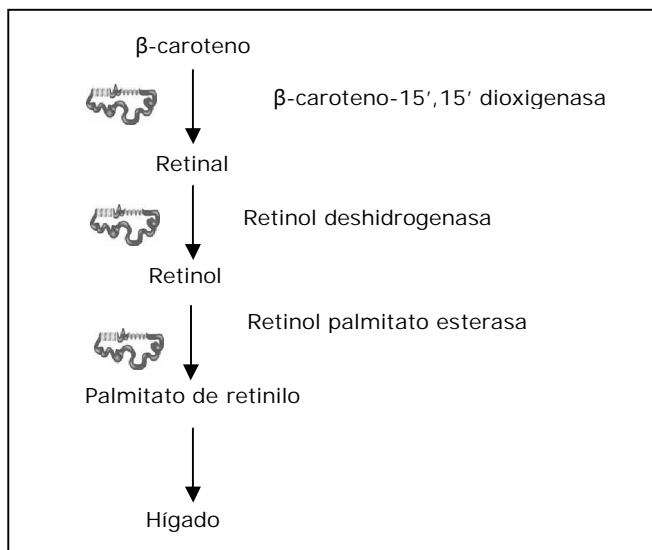 β-caroteno
β-caroteno-15',15' dioxigenasa
Retinal
Retinol deshidrogenasa
Retinol
Retinol palmitato esterasa
Palmitato de retinilo
Hígado